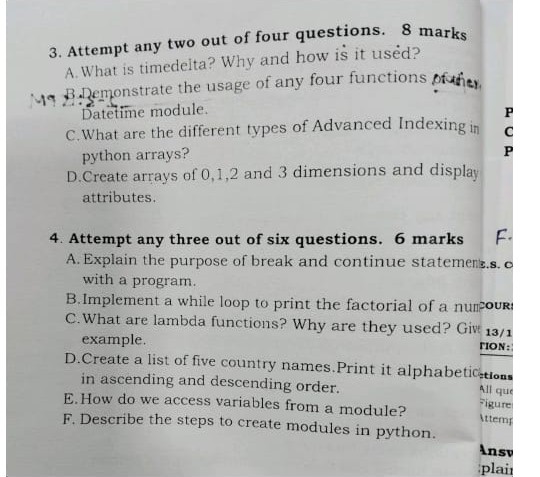 3. Attempt any two out of four questions. 8 marks
A. What is timedelta? Why and how is it used?
B. Demonstrate the usage of any four functions of
Datetime module.
C. What are the different types of Advanced Indexing in
python arrays?
D.Create arrays of 0,1,2 and 3 dimensions and display
attributes.
4. Attempt any three out of six questions. 6 marks
A. Explain the purpose of break and continue statement
with a program.
B.Implement a while loop to print the factorial of a num
C. What are lambda functions? Why are they used? Give
example.
D.Create a list of five country names.Print it alphabetic
in ascending and descending order.
E. How do we access variables from a module?
F. Describe the steps to create modules in python.
P
C
P
F.
.S. C
COURS
13/1
TION:
ctions
All que
Figure
Attemp
Answ
plain